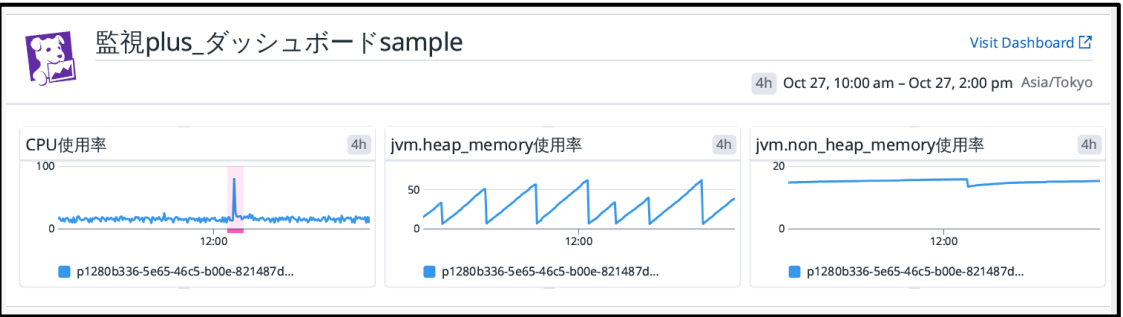 監視plus_ダッシュボードsample
Visit Dashboard
4h Oct 27, 10:00 am – Oct 27, 2:00 pm Asia/Tokyo
CPU使用率 4h
100
0
12:00
p1280b336-5e65-46c5-b00e-821487d...
jvm.heap_memory使用率 4h
50
0
12:00
p1280b336-5e65-46c5-b00e-821487d...
jvm.non_heap_memory使用率 4h
20
0
12:00
p1280b336-5e65-46c5-b00e-821487d...